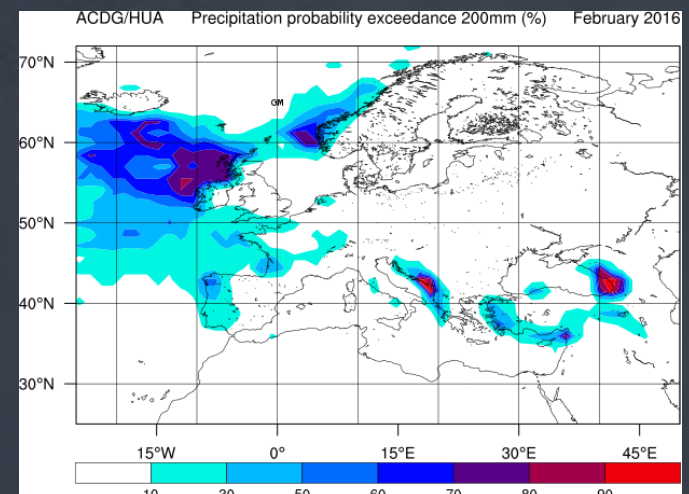 ACDG/HUA Precipitation probability exceedance 200mm (%) February 2016
70°N
GM
60°N
50°N
40°N
30°N
15°W 0° 15°E 30°E 45°E
10 30 50 60 70 80 90